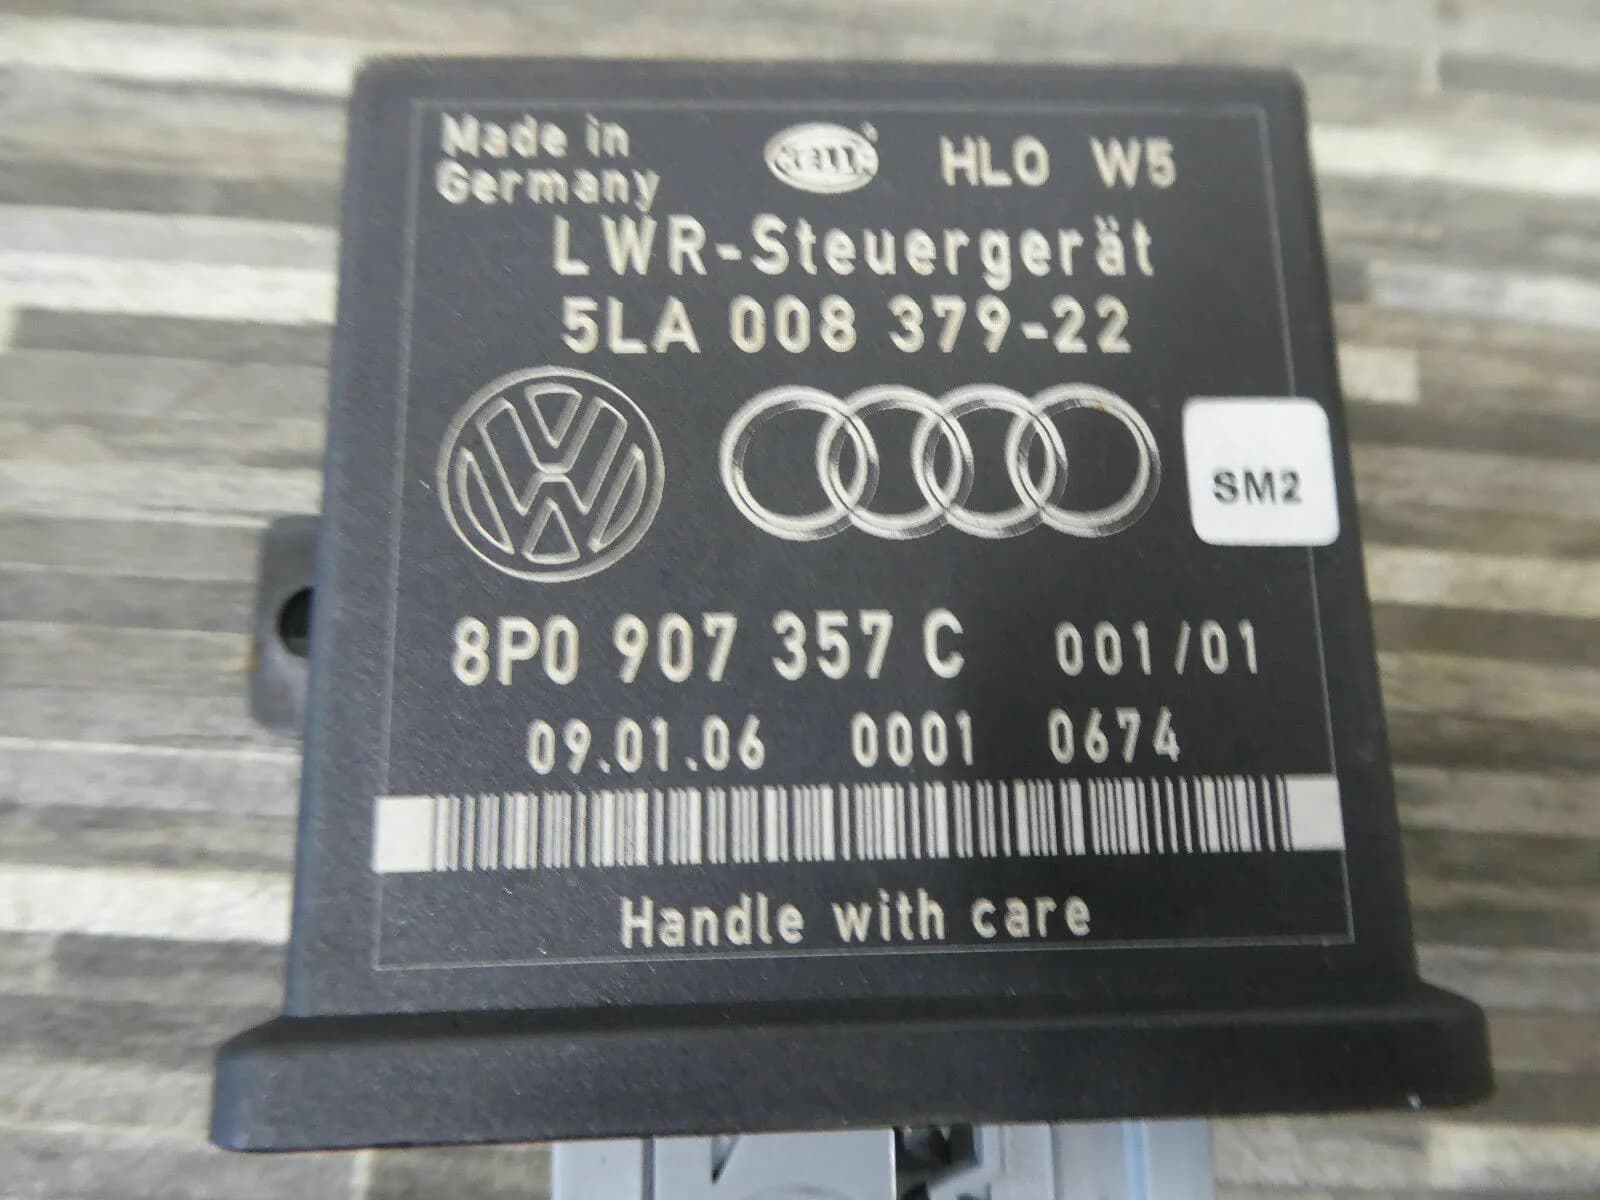 Made in
Germany
HELLA
HLO W5
LWR-Steuergerät
5LA 008 379-22
SM2
8P0 907 357 C 001/01
09.01.06 0001 0674
Handle with care